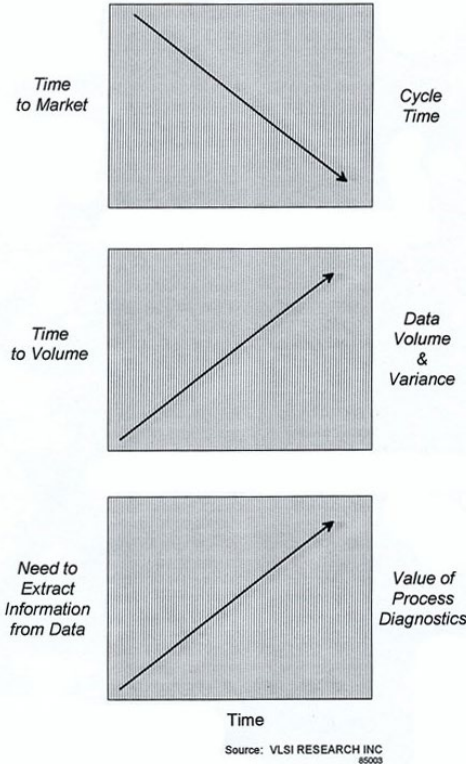 Time
to Market
Cycle
Time
Time
to Volume
Data
Volume
&
Variance
Need to
Extract
Information
from Data
Value of
Process
Diagnostics
Time
Source: VLSI RESEARCH INC
85003